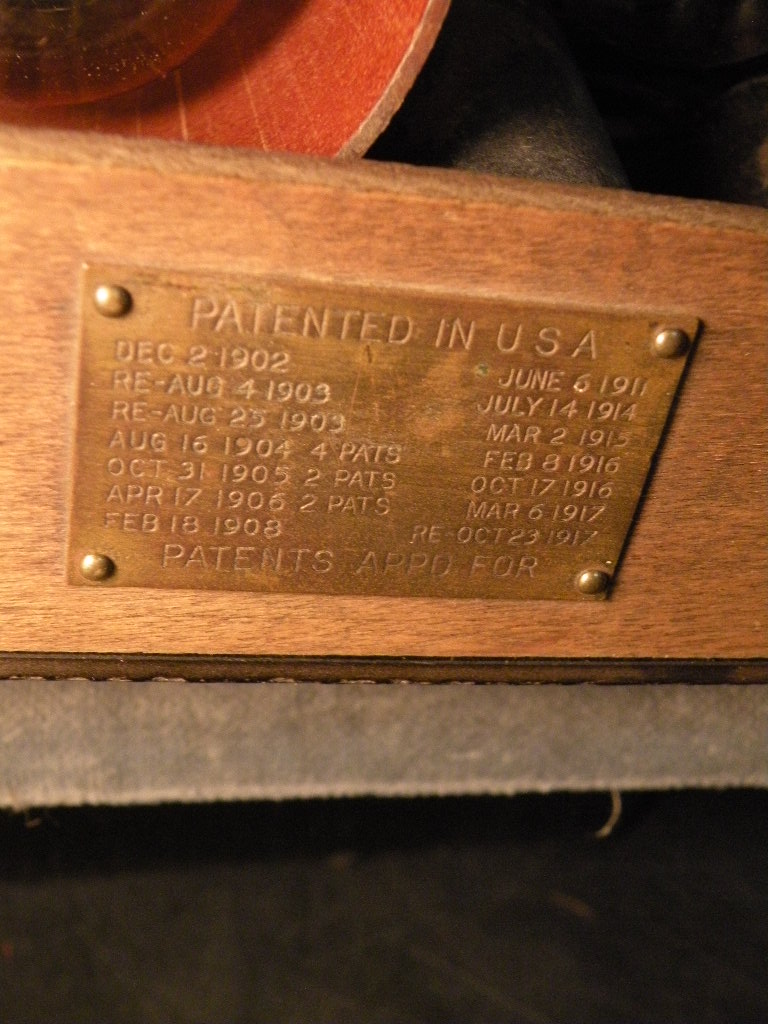 PATENTED IN USA
DEC 2 1902
RE-AUG 4 1903
RE-AUG 25 1903
AUG 16 1904 4 PATS
OCT 31 1905 2 PATS
APR 17 1906 2 PATS
FEB 18 1908
JUNE 6 1911
JULY 14 1914
MAR 2 1915
FEB 8 1916
OCT 17 1916
MAR 6 1917
RE-OCT 23 1917
PATENTS APPD FOR